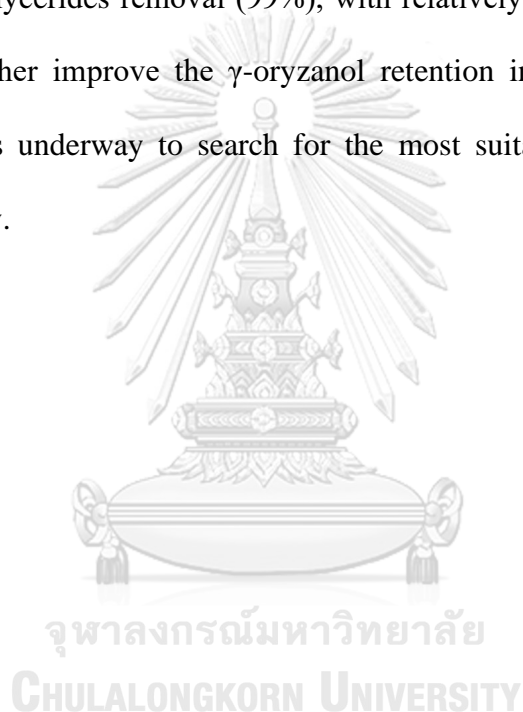 lycerides removal (99%), with relatively
her improve the γ-oryzanol retention in
s underway to search for the most suita
.
จุฬาลงกรณ์มหาวิทยาลัย
CHULALONGKORN UNIVERSITY